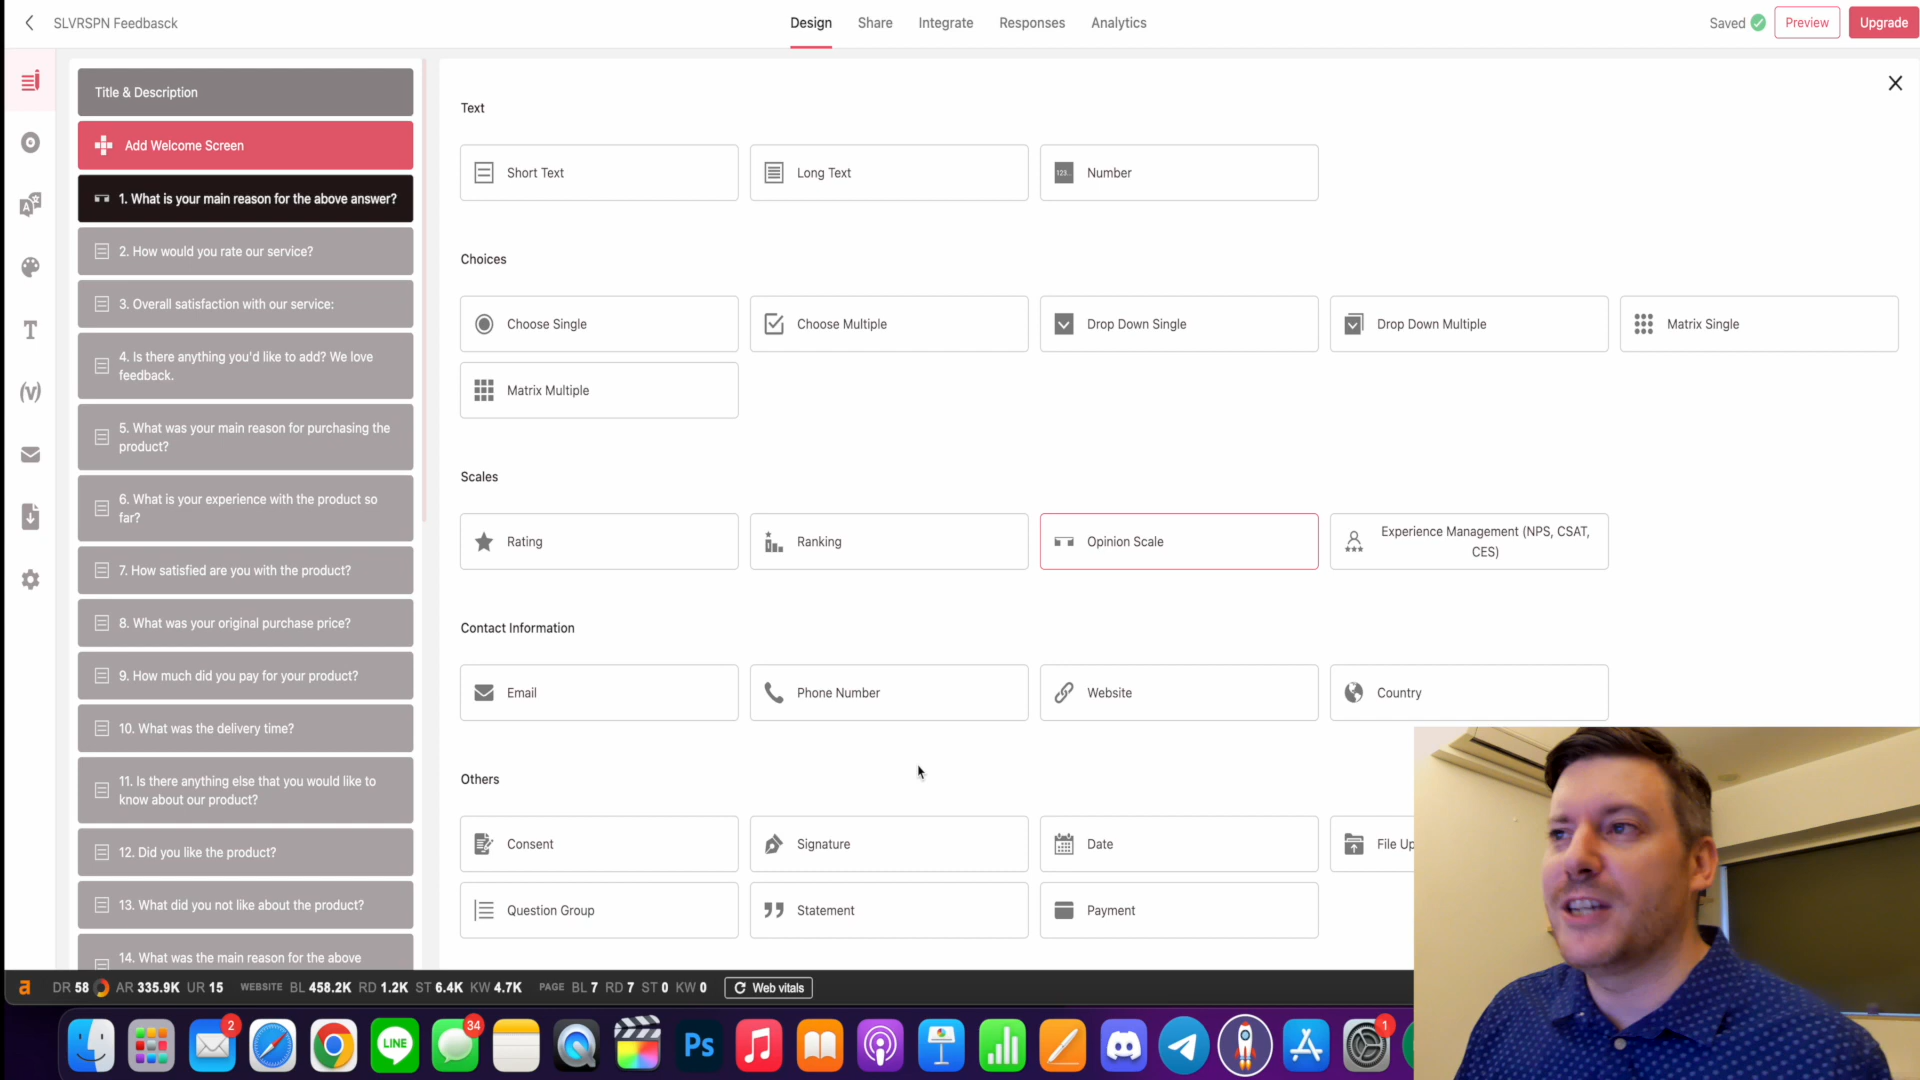 SLVRSPN Feedbasck
Design
Share
Integrate
Responses
Analytics
Saved
Preview
Upgrade
Title & Description
Add Welcome Screen
1. What is your main reason for the above answer?
2. How would you rate our service?
3. Overall satisfaction with our service:
4. Is there anything you'd like to add? We love
feedback.
5. What was your main reason for purchasing the
product?
6. What is your experience with the product so
far?
7. How satisfied are you with the product?
8. What was your original purchase price?
9. How much did you pay for your product?
10. What was the delivery time?
11. Is there anything else that you would like to
know about our product?
12. Did you like the product?
13. What did you not like about the product?
14. What was the main reason for the above
Text
Short Text
Long Text
123...
Number
Choices
Choose Single
Choose Multiple
Drop Down Single
Drop Down Multiple
Matrix Single
Matrix Multiple
Scales
Rating
Ranking
Opinion Scale
Experience Management (NPS, CSAT,
CES)
Contact Information
Email
Phone Number
Website
Country
Others
Consent
Signature
Date
File Up
Question Group
Statement
Payment
a DR 58 AR 335.9K UR 15 WEBSITE BL 458.2K RD 1.2K ST 6.4K KW 4.7K PAGE BL 7 RD 7 ST 0 KW 0 Web vitals
2
LINE
34
Ps
1